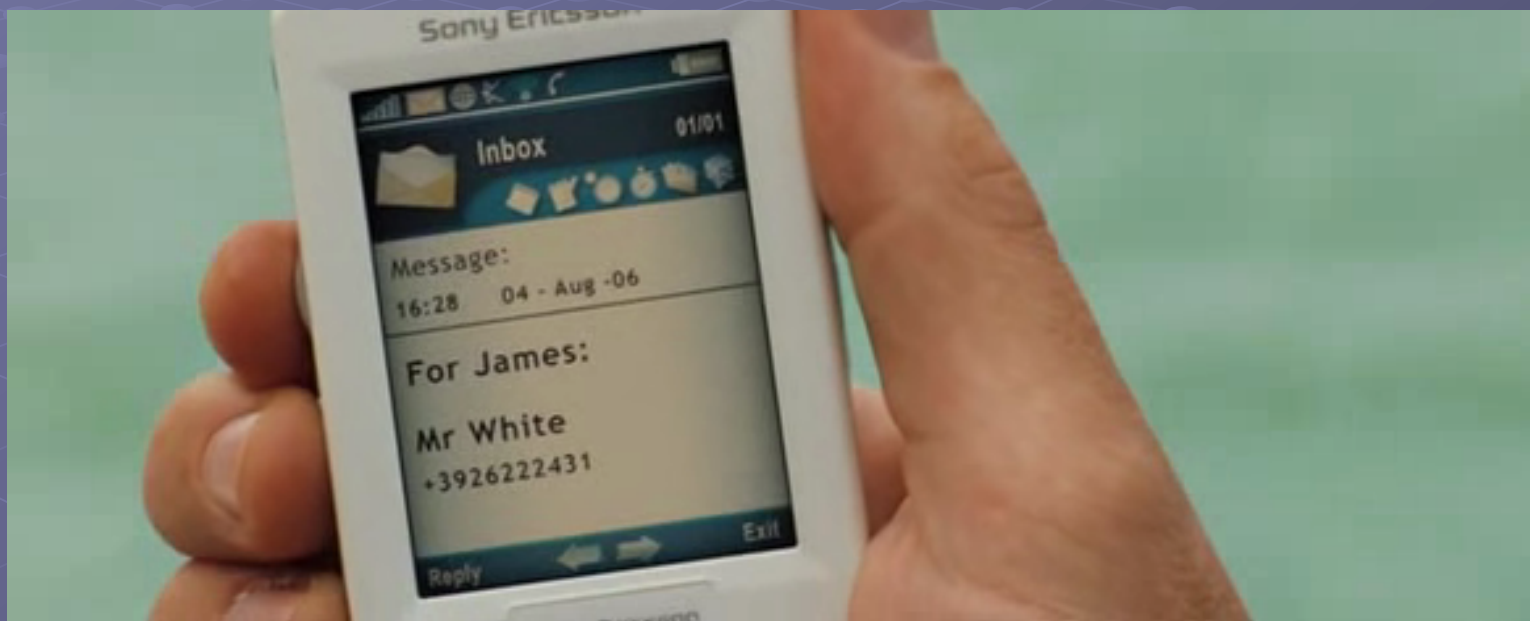 Sony Ericsson
Inbox 01/01
Message:
16:28 04 - Aug -06
For James:
Mr White
+3926222431
Reply Exit